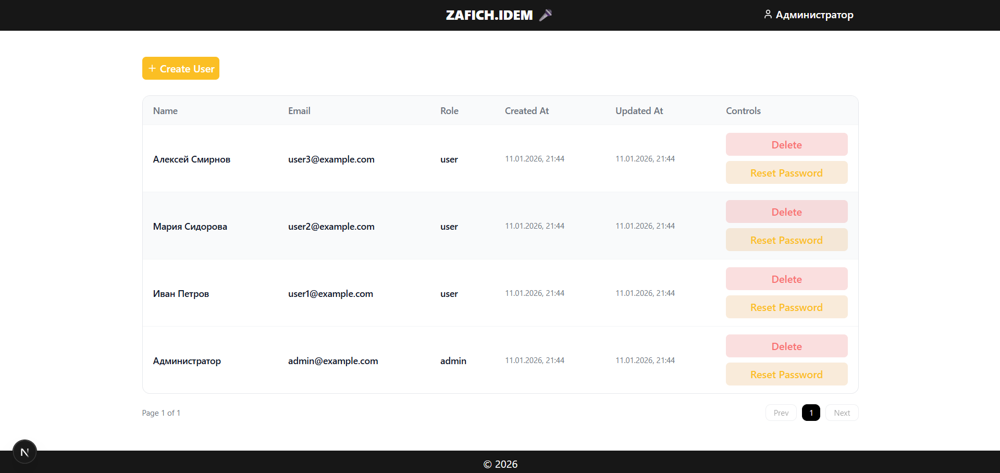 ZAFICH.IDEM 🎤
Администратор
+ Create User
Name Email Role Created At Updated At Controls
Алексей Смирнов user3@example.com user 11.01.2026, 21:44 11.01.2026, 21:44 Delete
Reset Password
Мария Сидорова user2@example.com user 11.01.2026, 21:44 11.01.2026, 21:44 Delete
Reset Password
Иван Петров user1@example.com user 11.01.2026, 21:44 11.01.2026, 21:44 Delete
Reset Password
Администратор admin@example.com admin 11.01.2026, 21:44 11.01.2026, 21:44 Delete
Reset Password
Page 1 of 1 Prev 1 Next
N
© 2026